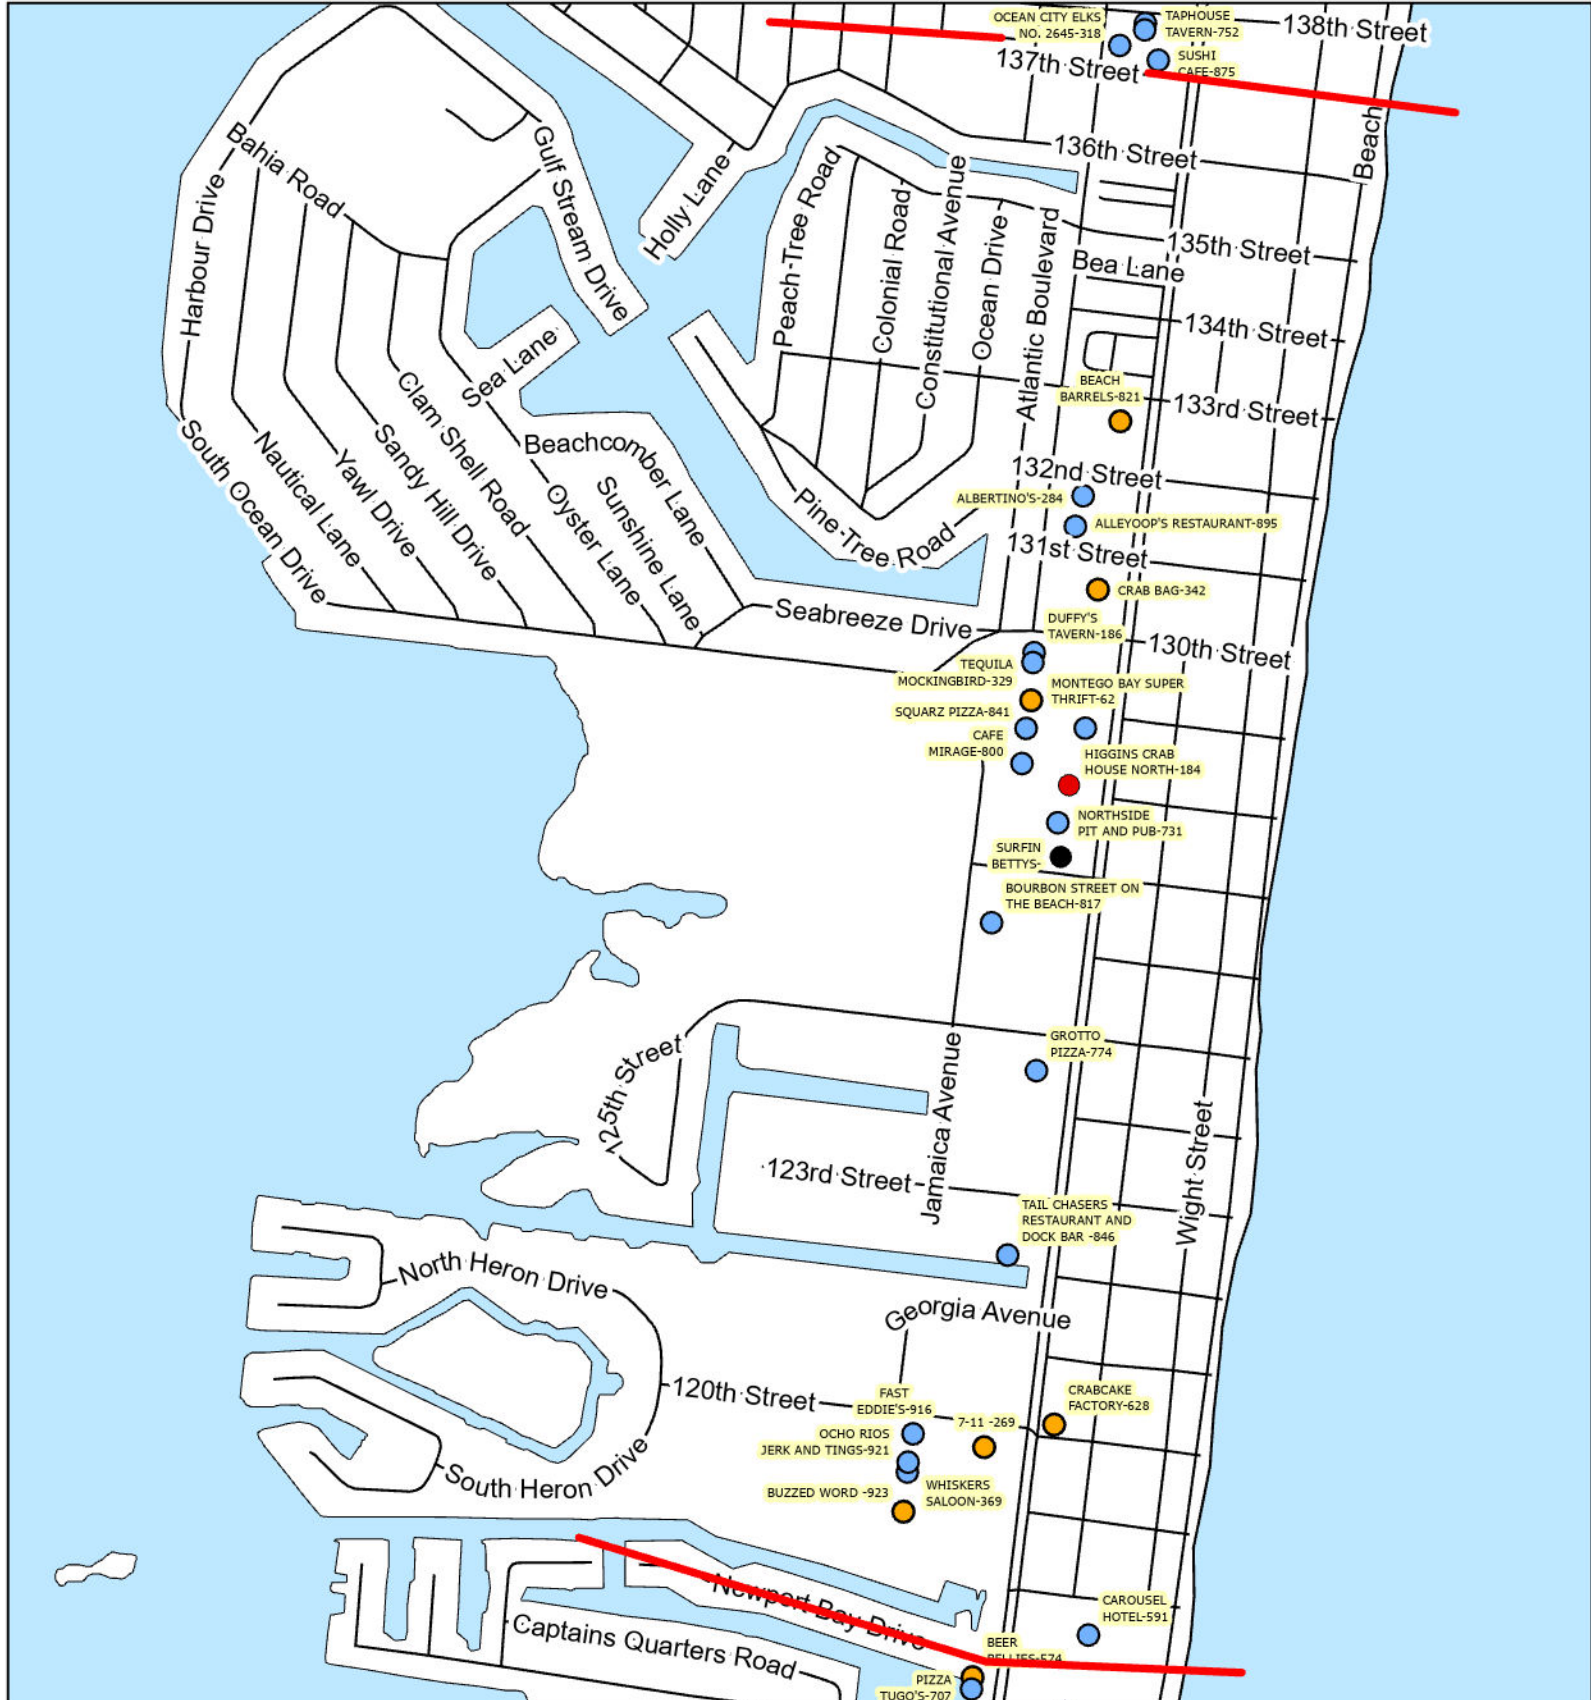 OCEAN CITY ELKS
NO. 2645-318
TAPHOUSE
TAVERN-752
138th Street
SUSHI
CAFE-875
137th Street
Beach
136th Street
Bahia Road
Gulf Stream Drive
Holly Lane
Harbour Drive
Peach-Tree Road
Colonial Road
Constitutional Avenue
Ocean Drive
Atlantic Boulevard
135th Street
Bea Lane
134th Street
Sea Lane
BEACH
BARRELS-821
133rd Street
South Ocean Drive
Nautical Lane
Yawl Drive
Sandy Hill Drive
Clam Shell Road
Beachcomber Lane
Oyster Lane
Sunshine Lane
Pine-Tree Road
132nd Street
ALBERTINO'S-284
ALLEYOOP'S RESTAURANT-895
131st Street
CRAB BAG-342
Seabreeze Drive
DUFFY'S
TAVERN-186
130th Street
TEQUILA
MOCKINGBIRD-329
MONTEGO BAY SUPER
THRIFT-62
SQUARZ PIZZA-841
CAFE
MIRAGE-800
HIGGINS CRAB
HOUSE NORTH-184
NORTHSIDE
PIT AND PUB-731
SURFIN
BETTYS-
BOURBON STREET ON
THE BEACH-817
GROTTO
PIZZA-774
125th Street
Jamaica Avenue
123rd Street
Wight Street
TAIL CHASERS
RESTAURANT AND
DOCK BAR -846
North Heron Drive
Georgia Avenue
120th Street
FAST
EDDIE'S-916
CRABCAKE
FACTORY-628
7-11 -269
OCHO RIOS
JERK AND TINGS-921
South Heron Drive
BUZZED WORD -923
WHISKERS
SALOON-369
Newport Bay Drive
CAROUSEL
HOTEL-591
Captains Quarters Road
BEER
BELLIES-574
PIZZA
TUGO'S-707